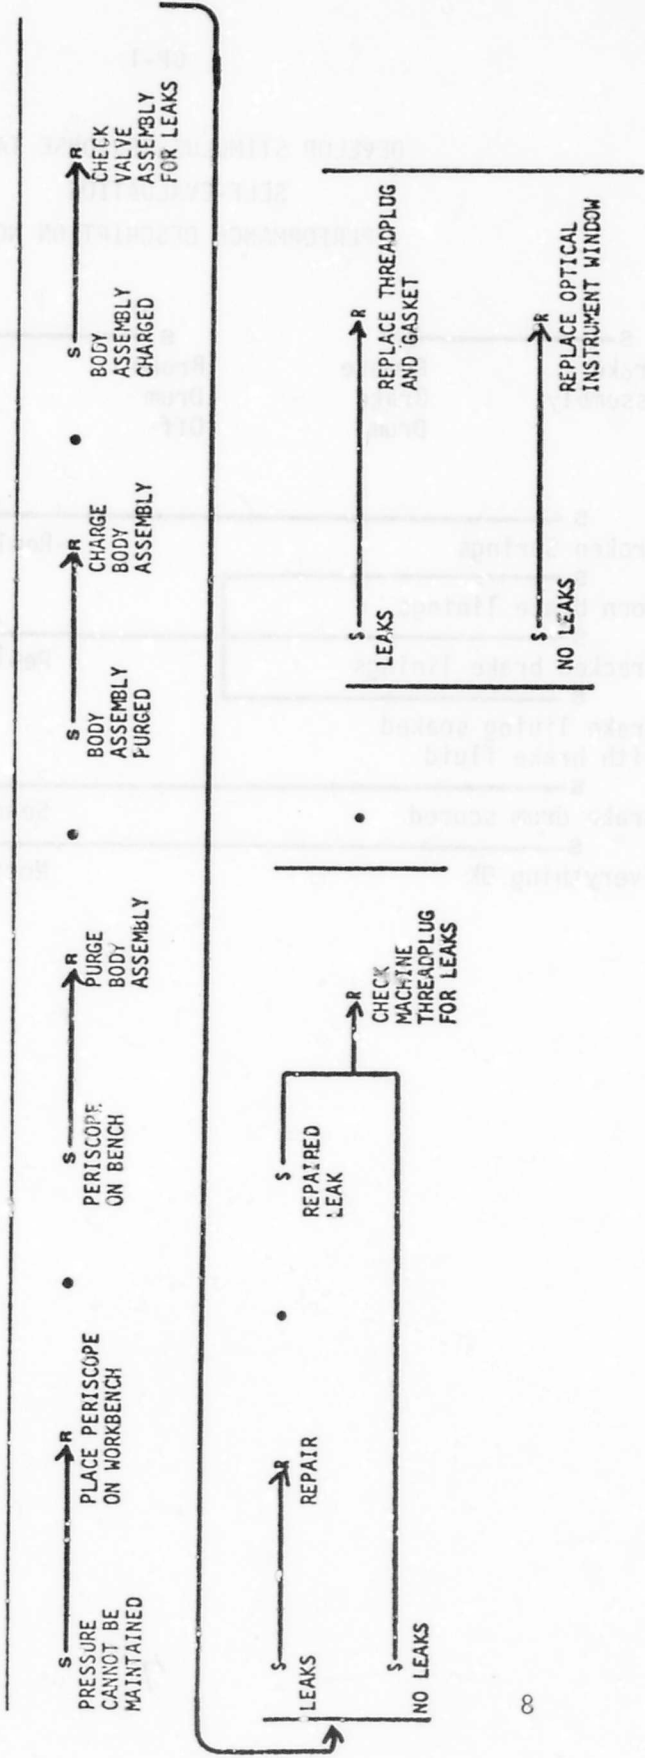 S
R
PRESSURE
CANNOT BE
MAINTAINED
PLACE PERISCOPE
ON WORKBENCH
S
R
PERISCOPE
ON BENCH
PURGE
BODY
ASSEMBLY
S
R
BODY
ASSEMBLY
PURGED
CHARGE
BODY
ASSEMBLY
S
R
BODY
ASSEMBLY
CHARGED
CHECK
VALVE
ASSEMBLY
FOR LEAKS
S
R
LEAKS
REPAIR
S
REPAIRED
LEAK
S
NO LEAKS
R
CHECK
MACHINE
THREADPLUG
FOR LEAKS
S
R
LEAKS
REPLACE THREADPLUG
AND GASKET
S
R
NO LEAKS
REPLACE OPTICAL
INSTRUMENT WINDOW
8